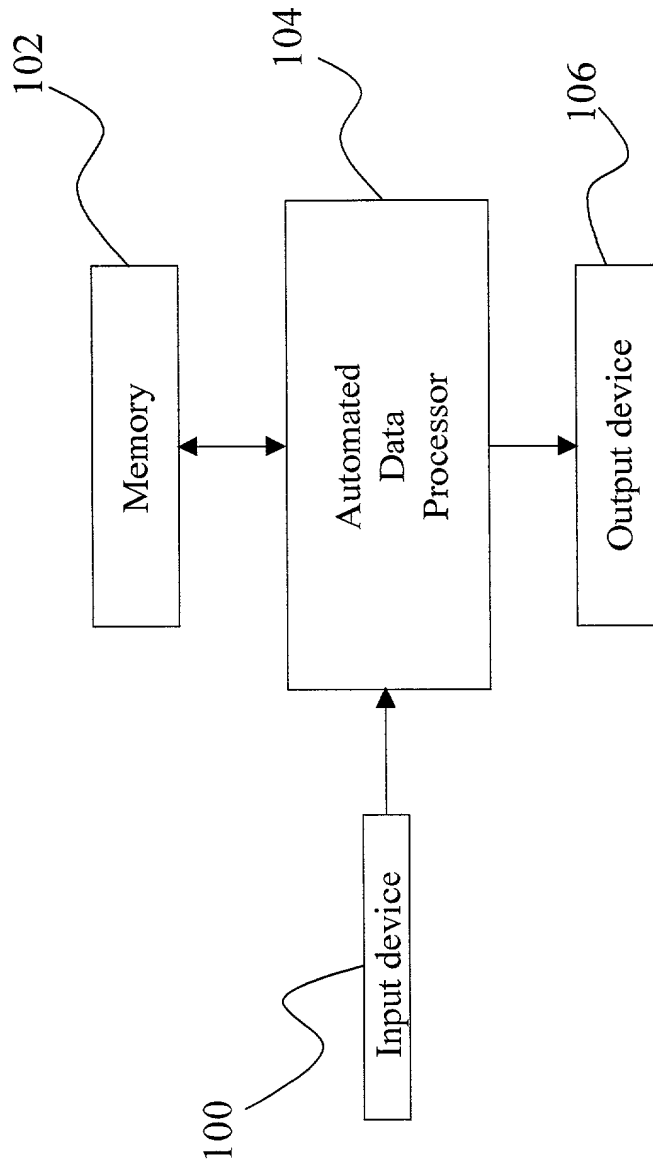 102
Memory
104
Automated
Data
Processor
100
Input device
106
Output device